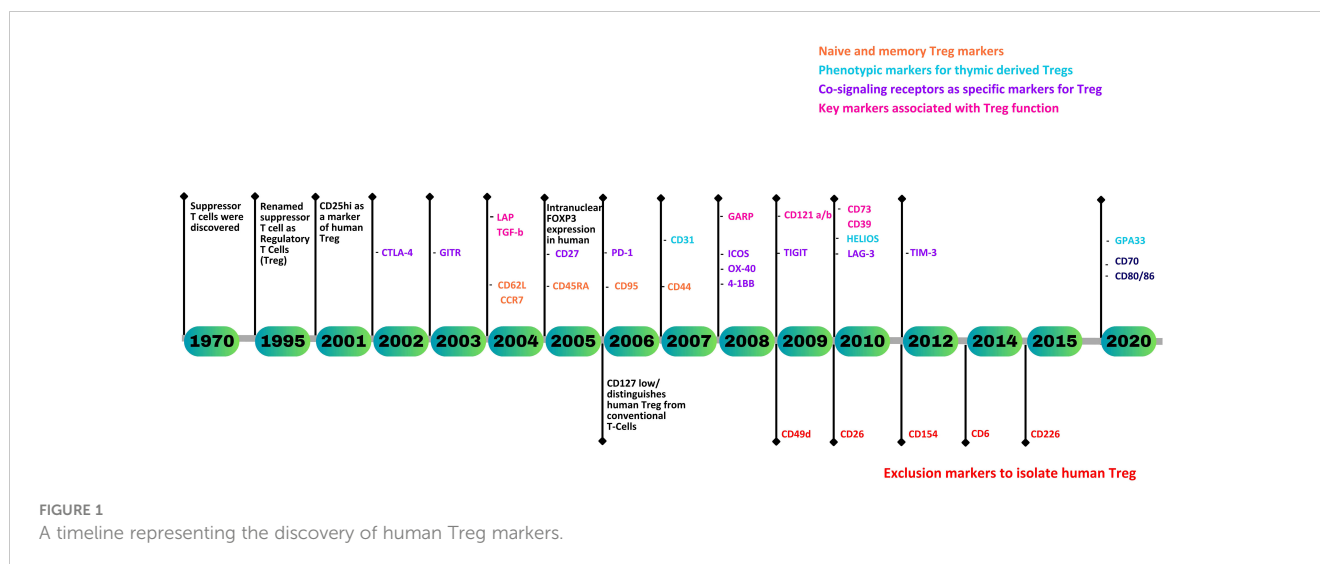 Naive and memory Treg markers
Phenotypic markers for thymic derived Tregs
Co-signaling receptors as specific markers for Treg
Key markers associated with Treg function
Suppressor
T cells were
discovered
Renamed
suppressor
T cell as
Regulatory
T Cells
(Treg)
CD25hi as
a marker
of human
Treg
- CTLA-4
- GITR
- LAP
TGF-b
- CD62L
CCR7
Intranuclear
FOXP3
expression
in human
- CD27
- CD45RA
- PD-1
- CD95
- CD31
- CD44
- GARP
- ICOS
- OX-40
- 4-1BB
- CD121 a/b
- TIGIT
- CD73
CD39
- HELIOS
- LAG-3
- TIM-3
- GPA33
- CD70
- CD80/86
1970
1995
2001
2002
2003
2004
2005
2006
2007
2008
2009
2010
2012
2014
2015
2020
CD127 low/
distinguishes
human Treg from
conventional
T-Cells
CD49d
CD26
CD154
CD6
CD226
Exclusion markers to isolate human Treg
FIGURE 1
A timeline representing the discovery of human Treg markers.